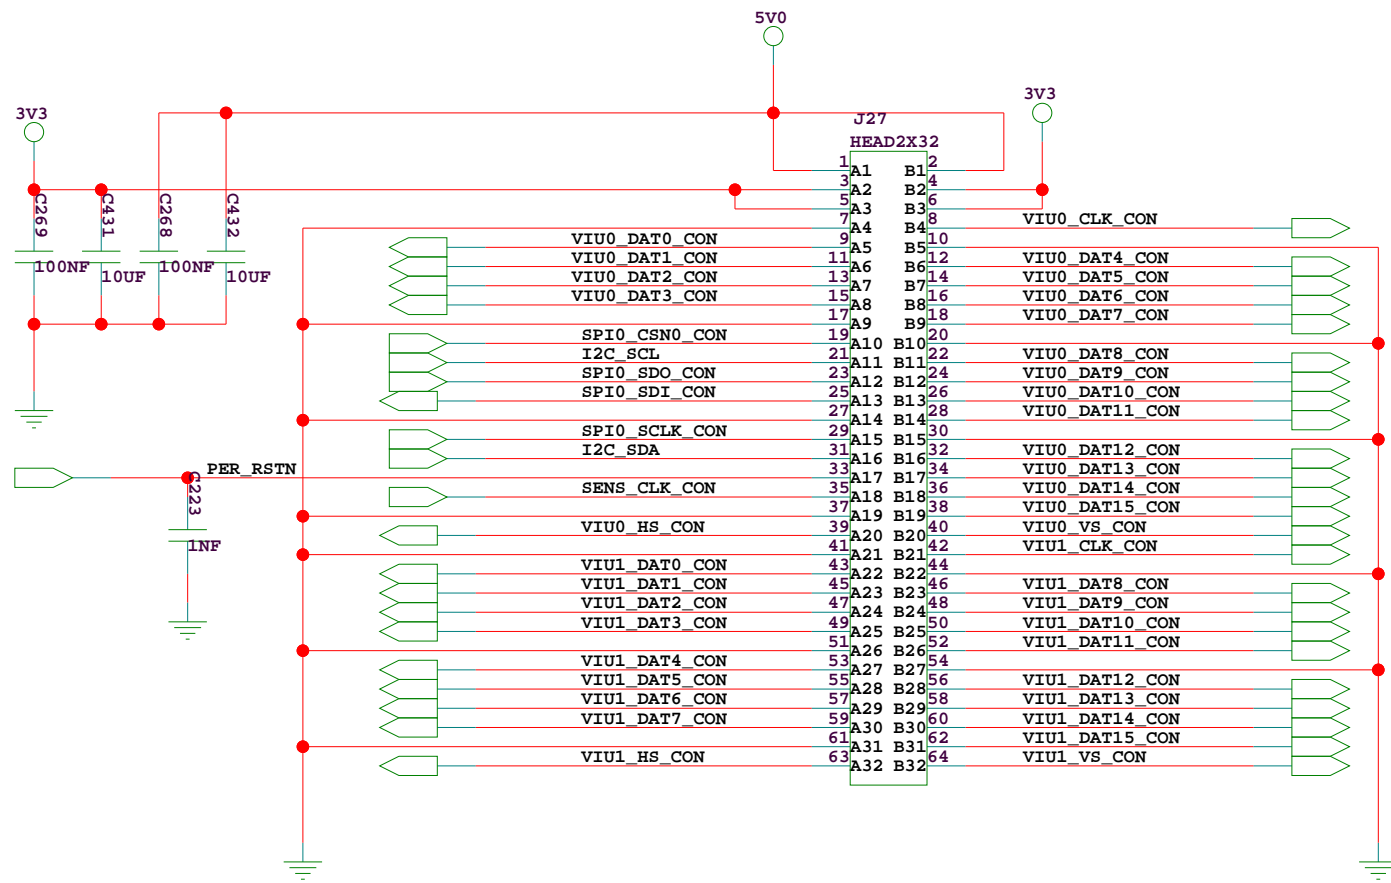 5V0
3V3
3V3
J27
HEAD2X32
C269
100NF
C431
10UF
C268
100NF
C432
10UF
1 A1 B1 2
3 A2 B2 4
5 A3 B3 6
7 A4 B4 8 VIU0_CLK_CON
VIU0_DAT0_CON 9 A5 B5 10
VIU0_DAT1_CON 11 A6 B6 12 VIU0_DAT4_CON
VIU0_DAT2_CON 13 A7 B7 14 VIU0_DAT5_CON
VIU0_DAT3_CON 15 A8 B8 16 VIU0_DAT6_CON
17 A9 B9 18 VIU0_DAT7_CON
SPI0_CSN0_CON 19 A10 B10 20
I2C_SCL 21 A11 B11 22 VIU0_DAT8_CON
SPI0_SDO_CON 23 A12 B12 24 VIU0_DAT9_CON
SPI0_SDI_CON 25 A13 B13 26 VIU0_DAT10_CON
27 A14 B14 28 VIU0_DAT11_CON
SPI0_SCLK_CON 29 A15 B15 30
I2C_SDA 31 A16 B16 32 VIU0_DAT12_CON
PER_RSTN 33 A17 B17 34 VIU0_DAT13_CON
SENS_CLK_CON 35 A18 B18 36 VIU0_DAT14_CON
37 A19 B19 38 VIU0_DAT15_CON
VIU0_HS_CON 39 A20 B20 40 VIU0_VS_CON
41 A21 B21 42 VIU1_CLK_CON
VIU1_DAT0_CON 43 A22 B22 44
VIU1_DAT1_CON 45 A23 B23 46 VIU1_DAT8_CON
VIU1_DAT2_CON 47 A24 B24 48 VIU1_DAT9_CON
VIU1_DAT3_CON 49 A25 B25 50 VIU1_DAT10_CON
51 A26 B26 52 VIU1_DAT11_CON
VIU1_DAT4_CON 53 A27 B27 54
VIU1_DAT5_CON 55 A28 B28 56 VIU1_DAT12_CON
VIU1_DAT6_CON 57 A29 B29 58 VIU1_DAT13_CON
VIU1_DAT7_CON 59 A30 B30 60 VIU1_DAT14_CON
61 A31 B31 62 VIU1_DAT15_CON
VIU1_HS_CON 63 A32 B32 64 VIU1_VS_CON
C223
1NF